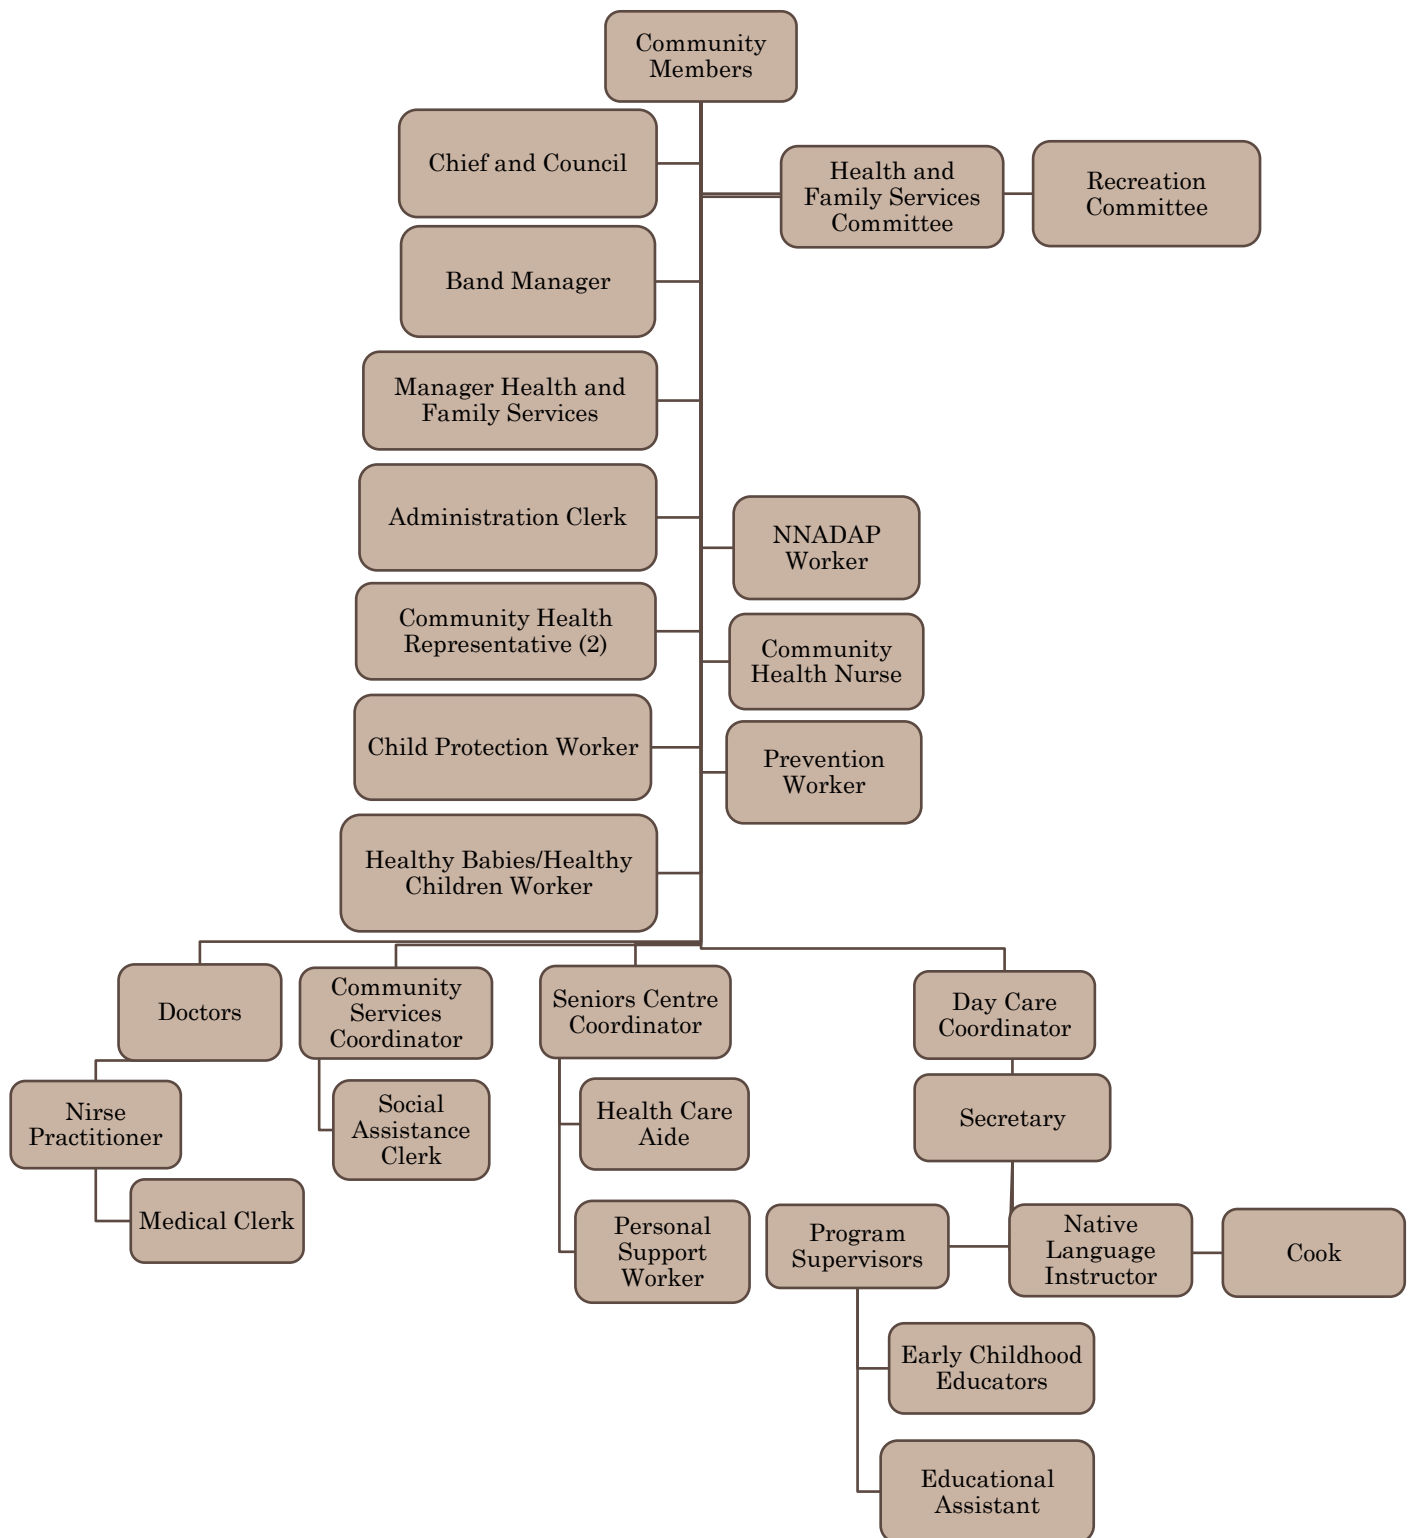 Community
Members
Chief and Council
Health and
Family Services
Committee
Recreation
Committee
Band Manager
Manager Health and
Family Services
Administration Clerk
NNADAP
Worker
Community Health
Representative (2)
Community
Health Nurse
Child Protection Worker
Prevention
Worker
Healthy Babies/Healthy
Children Worker
Doctors
Community
Services
Coordinator
Seniors Centre
Coordinator
Day Care
Coordinator
Nirse
Practitioner
Social
Assistance
Clerk
Health Care
Aide
Secretary
Medical Clerk
Personal
Support
Worker
Program
Supervisors
Native
Language
Instructor
Cook
Early Childhood
Educators
Educational
Assistant